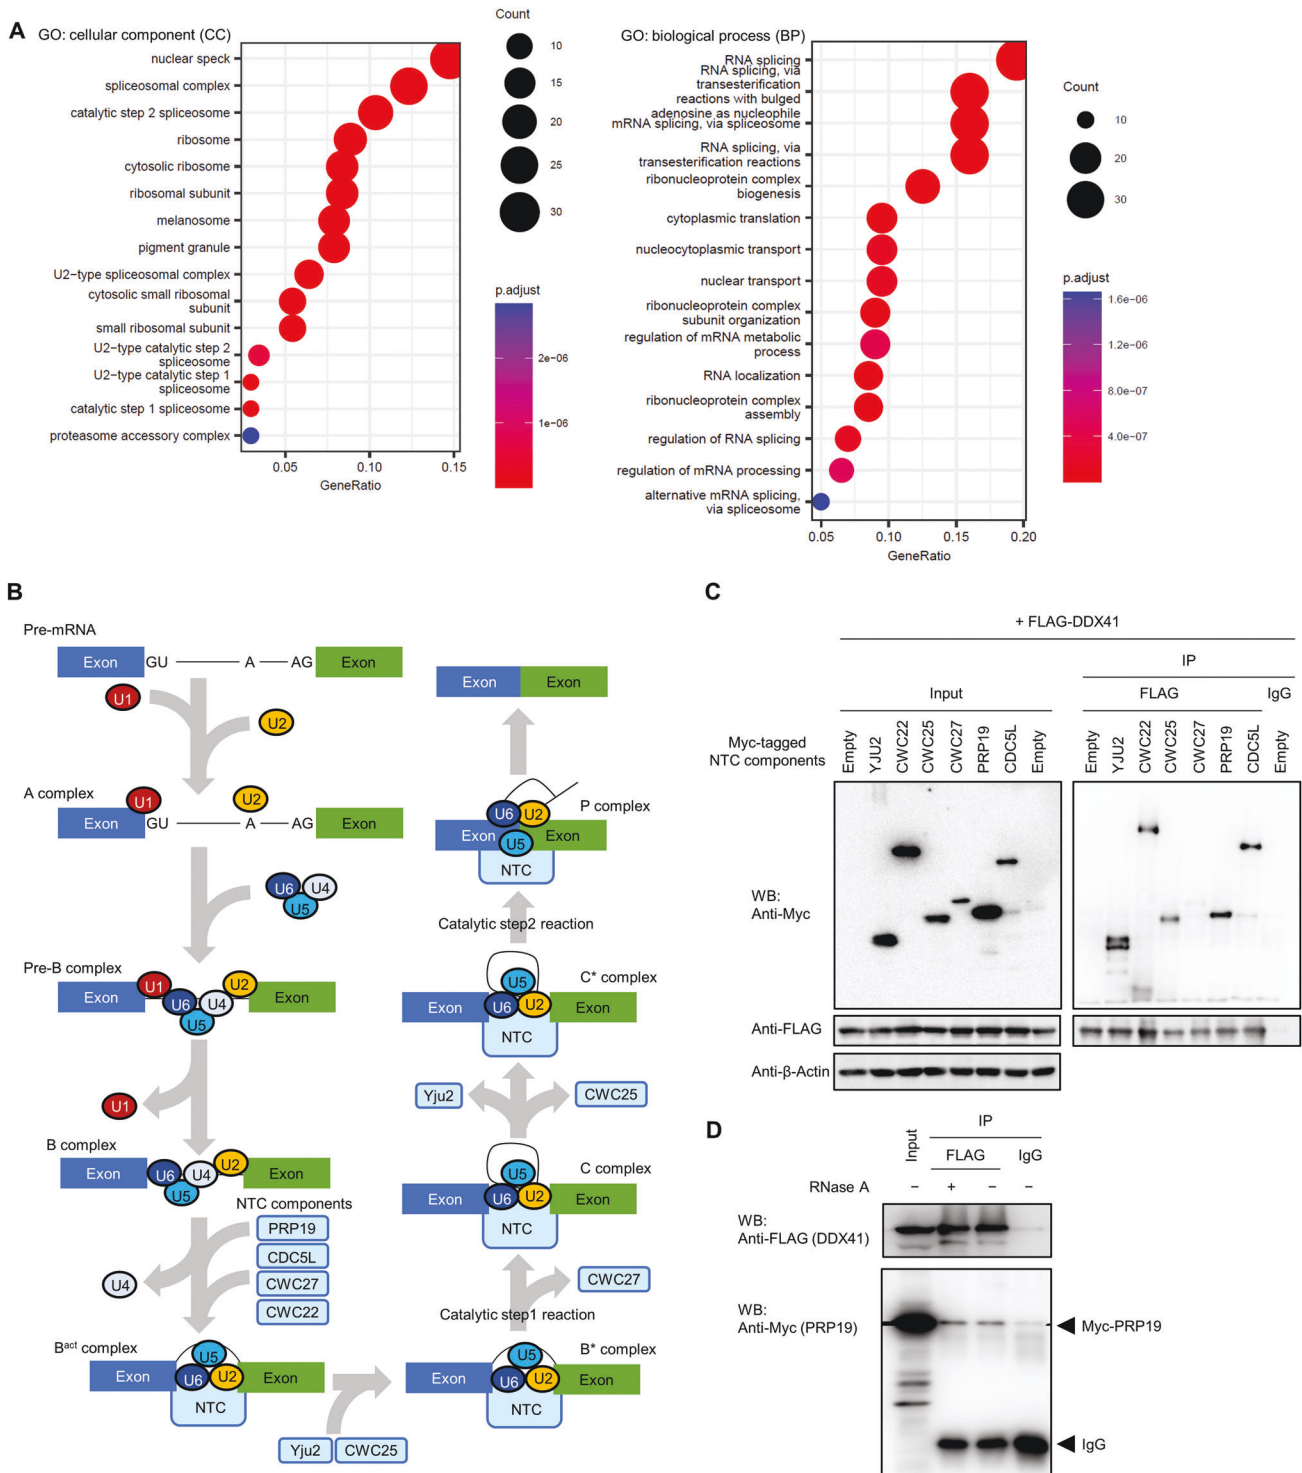 A
GO: cellular component (CC)
nuclear speck
spliceosomal complex
catalytic step 2 spliceosome
ribosome
cytosolic ribosome
ribosomal subunit
melanosome
pigment granule
U2−type spliceosomal complex
cytosolic small ribosomal
subunit
small ribosomal subunit
U2−type catalytic step 2
spliceosome
U2−type catalytic step 1
spliceosome
catalytic step 1 spliceosome
proteasome accessory complex
0.05 0.10 0.15
GeneRatio
Count
10
15
20
25
30
p.adjust
2e−06
1e−06
GO: biological process (BP)
RNA splicing
RNA splicing, via
transesterification
reactions with bulged
adenosine as nucleophile
mRNA splicing, via spliceosome
RNA splicing, via
transesterification reactions
ribonucleoprotein complex
biogenesis
cytoplasmic translation
nucleocytoplasmic transport
nuclear transport
ribonucleoprotein complex
subunit organization
regulation of mRNA metabolic
process
RNA localization
ribonucleoprotein complex
assembly
regulation of RNA splicing
regulation of mRNA processing
alternative mRNA splicing,
via spliceosome
0.05 0.10 0.15 0.20
GeneRatio
Count
10
20
30
p.adjust
1.6e−06
1.2e−06
8.0e−07
4.0e−07
B
Pre-mRNA
Exon GU A AG Exon
U1
U2
A complex
U1 U2
Exon GU A AG Exon
U6 U4
U5
Pre-B complex
U1 U2
Exon U6 U4 Exon
U5
U1
B complex
U2
Exon U6 U4 Exon
U5
NTC components
PRP19
CDC5L
CWC27
CWC22
U4
Bact complex
U5
Exon U6 U2 Exon
NTC
Yju2 CWC25
Exon Exon
P complex
U6 U2
Exon U5 Exon
NTC
Catalytic step2 reaction
C* complex
U5
Exon U6 U2 Exon
NTC
Yju2 CWC25
C complex
U5
Exon U6 U2 Exon
NTC
CWC27
Catalytic step1 reaction
B* complex
U5
Exon U6 U2 Exon
NTC
C
+ FLAG-DDX41
IP
Input FLAG IgG
Myc-tagged
NTC components
Empty YJU2 CWC22 CWC25 CWC27 PRP19 CDC5L Empty
Empty YJU2 CWC22 CWC25 CWC27 PRP19 CDC5L Empty
WB:
Anti-Myc
Anti-FLAG
Anti-β-Actin
D
IP
Input FLAG IgG
RNase A − + − −
WB:
Anti-FLAG (DDX41)
WB:
Anti-Myc (PRP19)
Myc-PRP19
IgG